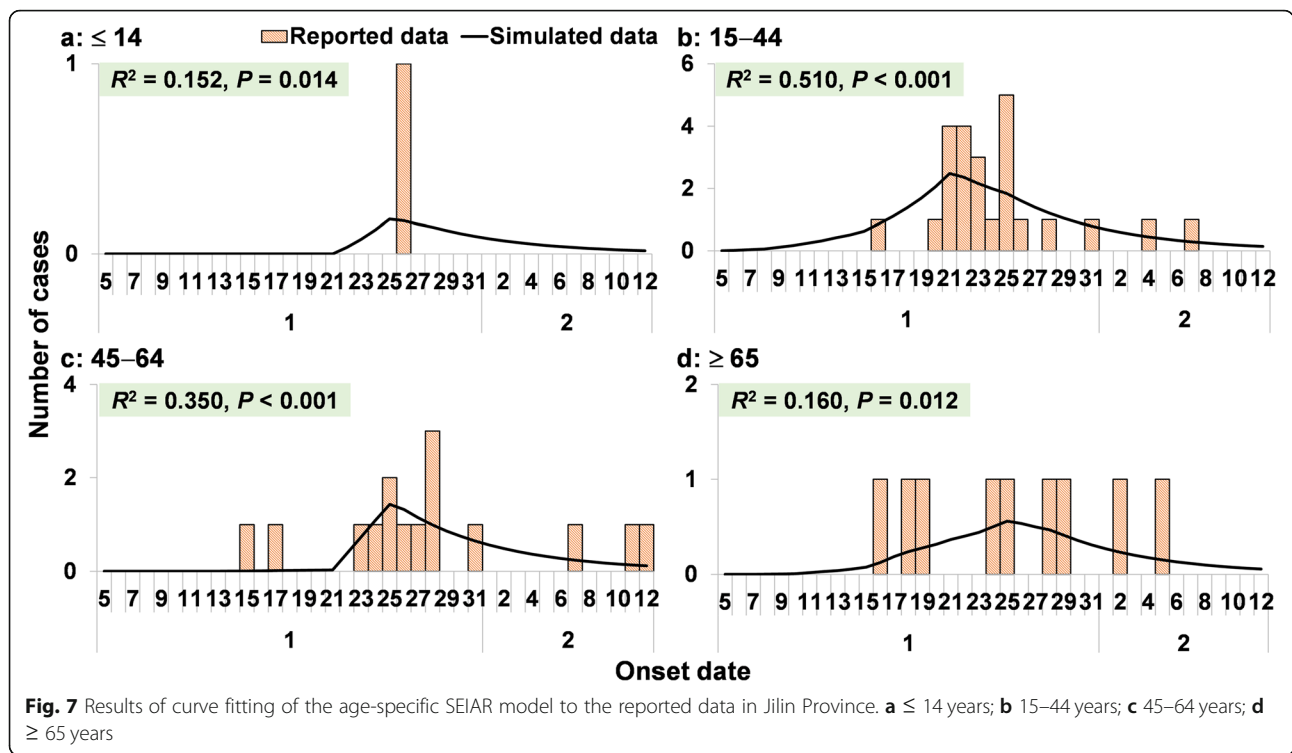 a: ≤ 14
Reported data
Simulated data
b: 15–44
R² = 0.152, P = 0.014
R² = 0.510, P < 0.001
1
0
5 7 9 11 13 15 17 19 21 23 25 27 29 31 2 4 6 8 10 12
1 2
6
4
2
0
5 7 9 11 13 15 17 19 21 23 25 27 29 31 2 4 6 8 10 12
1 2
Number of cases
c: 45–64
d: ≥ 65
R² = 0.350, P < 0.001
R² = 0.160, P = 0.012
4
2
0
5 7 9 11 13 15 17 19 21 23 25 27 29 31 2 4 6 8 10 12
1 2
2
1
0
5 7 9 11 13 15 17 19 21 23 25 27 29 31 2 4 6 8 10 12
1 2
Onset date
Fig. 7 Results of curve fitting of the age-specific SEIAR model to the reported data in Jilin Province. a ≤ 14 years; b 15–44 years; c 45–64 years; d
≥ 65 years